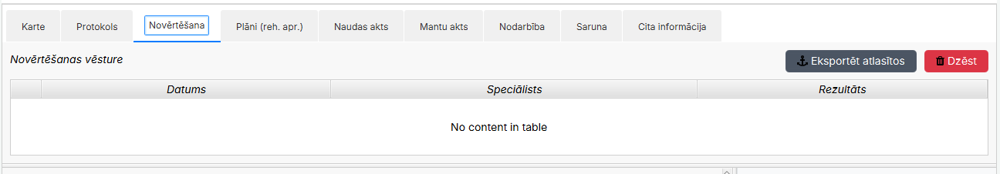 Karte Protokols Novērtēšana Plāni (reh. apr.) Naudas akts Mantu akts Nodarbība Saruna Cita informācija
Novērtēšanas vēsture Eksportēt atlasītos Dzēst
Datums Speciālists Rezultāts
No content in table